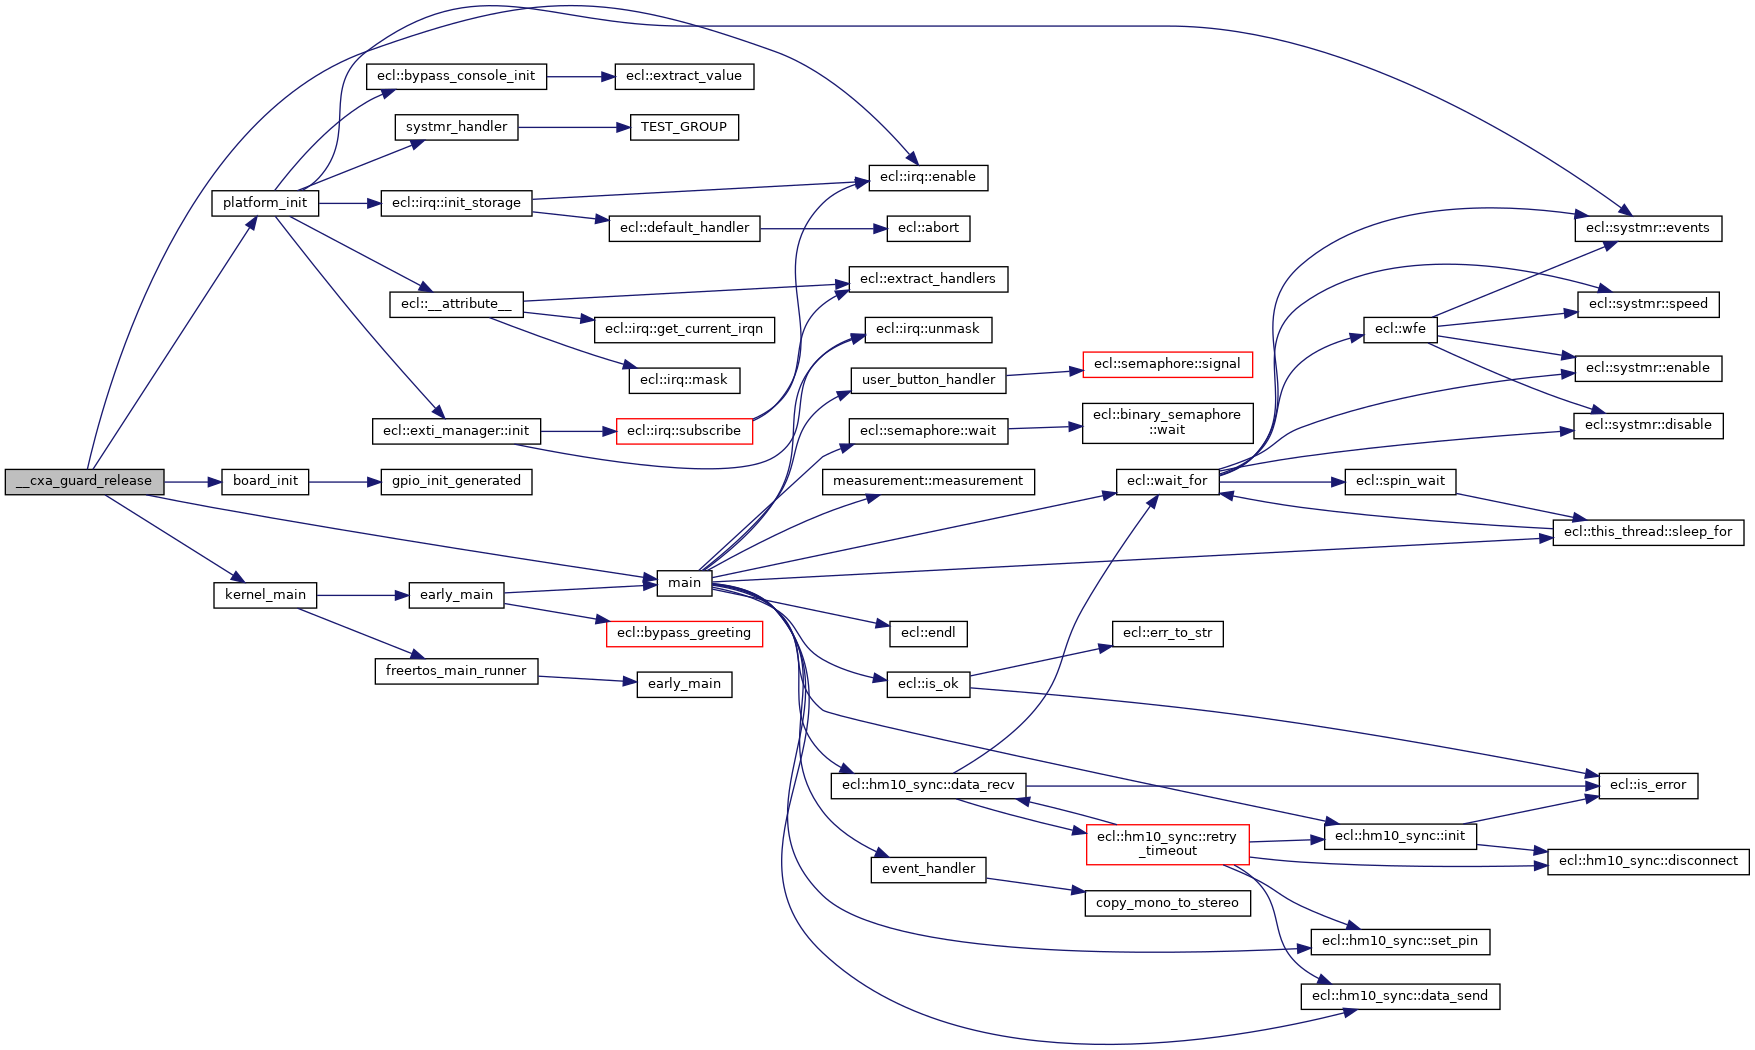 ecl::bypass_console_init
ecl::extract_value
systmr_handler
TEST_GROUP
ecl::irq::enable
platform_init
ecl::irq::init_storage
ecl::default_handler
ecl::abort
ecl::systmr::events
ecl::extract_handlers
ecl::__attribute__
ecl::systmr::speed
ecl::irq::get_current_irqn
ecl::irq::unmask
ecl::wfe
ecl::semaphore::signal
ecl::systmr::enable
ecl::irq::mask
user_button_handler
ecl::binary_semaphore
::wait
ecl::systmr::disable
ecl::exti_manager::init
ecl::irq::subscribe
ecl::semaphore::wait
__cxa_guard_release
board_init
gpio_init_generated
measurement::measurement
ecl::wait_for
ecl::spin_wait
ecl::this_thread::sleep_for
main
kernel_main
early_main
ecl::bypass_greeting
ecl::endl
ecl::err_to_str
freertos_main_runner
early_main
ecl::is_ok
ecl::hm10_sync::data_recv
ecl::is_error
ecl::hm10_sync::retry
_timeout
ecl::hm10_sync::init
ecl::hm10_sync::disconnect
event_handler
copy_mono_to_stereo
ecl::hm10_sync::set_pin
ecl::hm10_sync::data_send